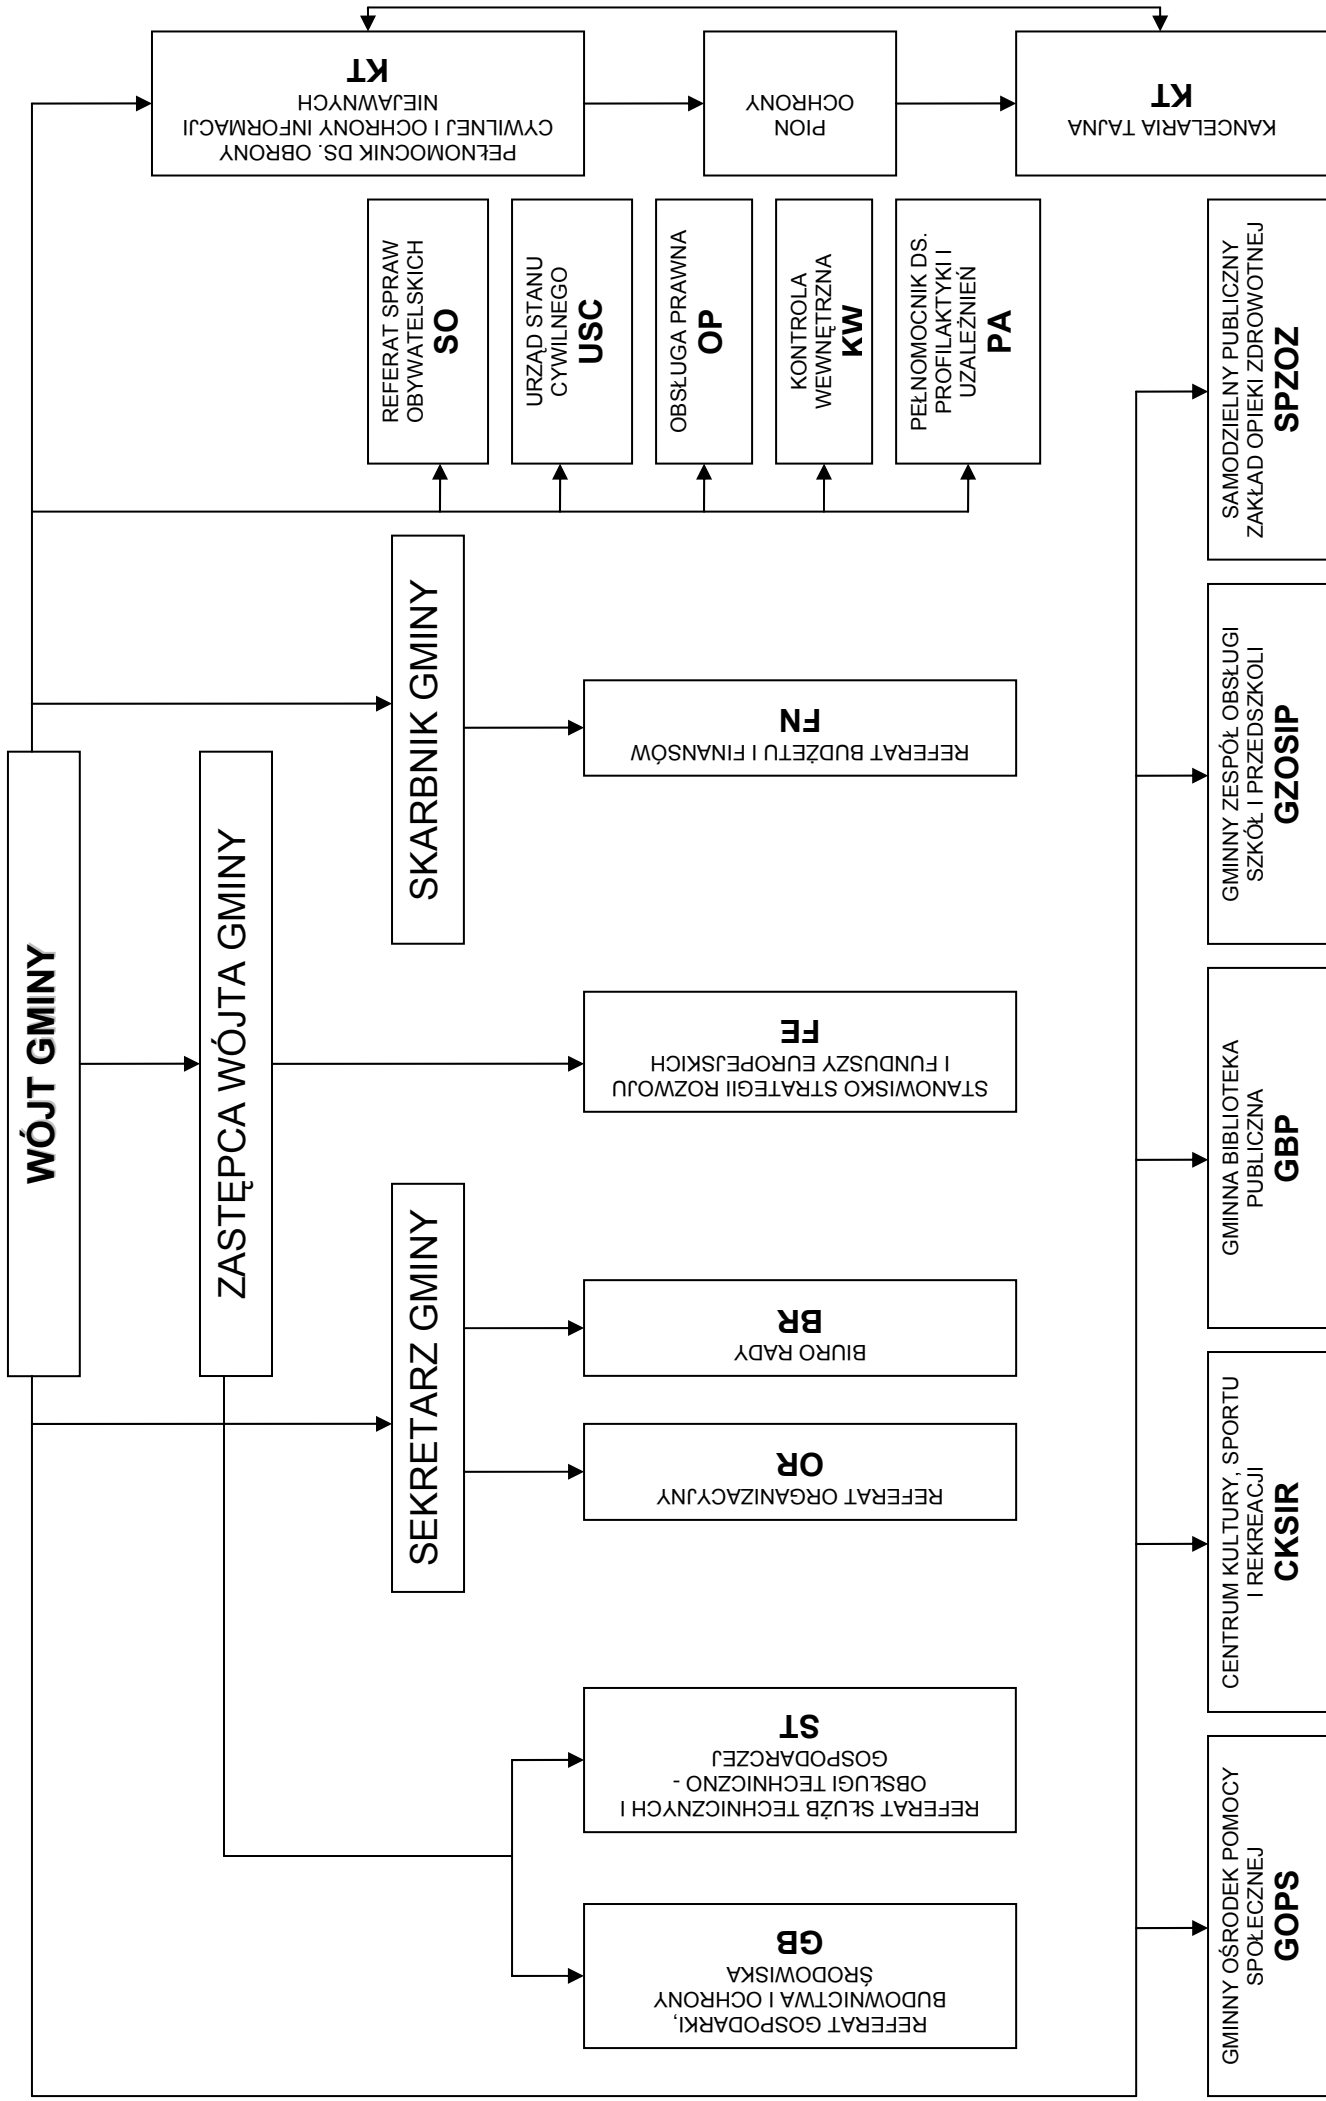 WÓJT GMINY
ZASTĘPCA WÓJTA GMINY
SEKRETARZ GMINY
SKARBNIK GMINY
REFERAT GOSPODARKI,
BUDOWNICTWA I OCHRONY
ŚRODOWISKA
GB
REFERAT SŁUŻB TECHNICZNYCH I
OBSŁUGI TECHNICZNO -
GOSPODARCZEJ
ST
REFERAT ORGANIZACYJNY
OR
BIURO RADY
BR
STANOWISKO STRATEGII ROZWOJU
I FUNDUSZY EUROPEJSKICH
FE
REFERAT BUDŻETU I FINANSÓW
FN
REFERAT SPRAW
OBYWATELSKICH
SO
URZĄD STANU
CYWILNEGO
USC
OBSŁUGA PRAWNA
OP
KONTROLA
WEWNĘTRZNA
KW
PEŁNOMOCNIK DS.
PROFILAKTYKI I
UZALEŻNIEŃ
PA
PEŁNOMOCNIK DS. OBRONY
CYWILNEJ I OCHRONY INFORMACJI
NIEJAWNYCH
KT
PION
OCHRONY
KANCELARIA TAJNA
KT
GMINNY OŚRODEK POMOCY
SPOŁECZNEJ
GOPS
CENTRUM KULTURY, SPORTU
I REKREACJI
CKSIR
GMINNA BIBLIOTEKA
PUBLICZNA
GBP
GMINNY ZESPÓŁ OBSŁUGI
SZKÓŁ I PRZEDSZKOLI
GZOSIP
SAMODZIELNY PUBLICZNY
ZAKŁAD OPIEKI ZDROWOTNEJ
SPZOZ